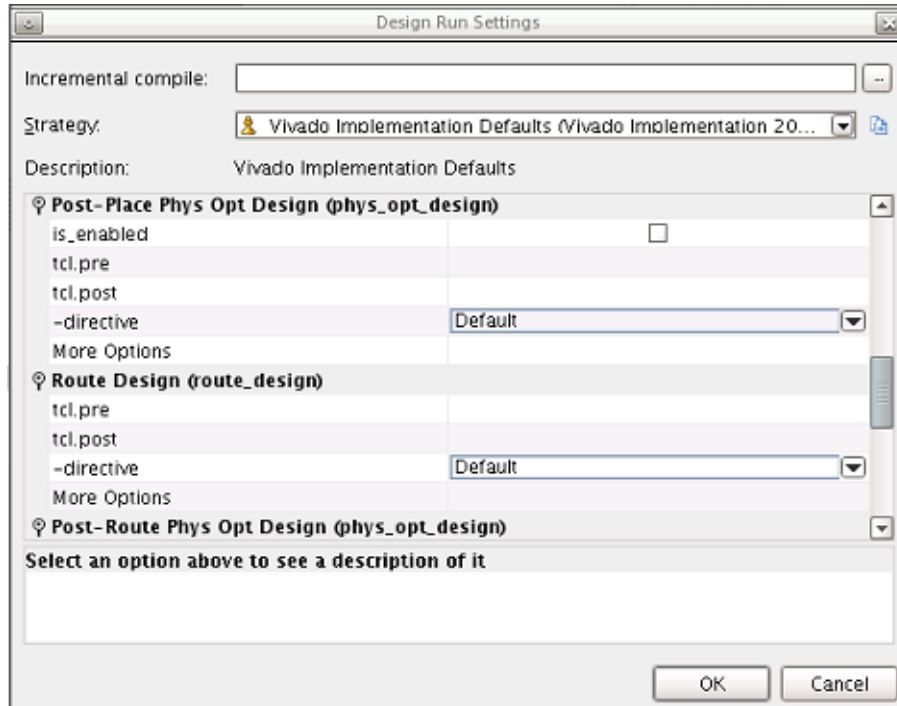 Design Run Settings
Incremental compile:
...
Strategy: Vivado Implementation Defaults (Vivado Implementation 20...
Description: Vivado Implementation Defaults
Post-Place Phys Opt Design (phys_opt_design)
is_enabled
tcl.pre
tcl.post
-directive Default
More Options
Route Design (route_design)
tcl.pre
tcl.post
-directive Default
More Options
Post-Route Phys Opt Design (phys_opt_design)
Select an option above to see a description of it
OK Cancel